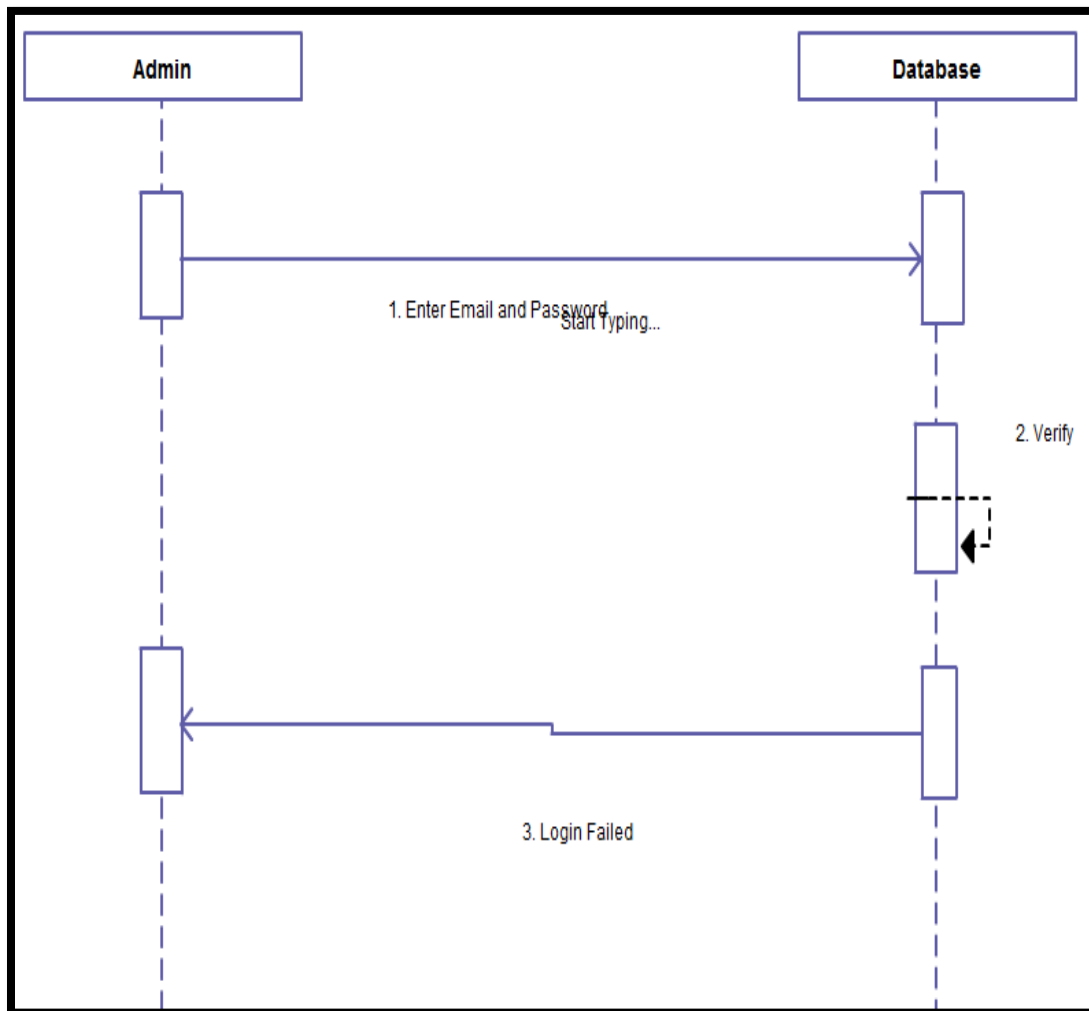 Admin
Database
1. Enter Email and Password
Start Typing...
2. Verify
3. Login Failed